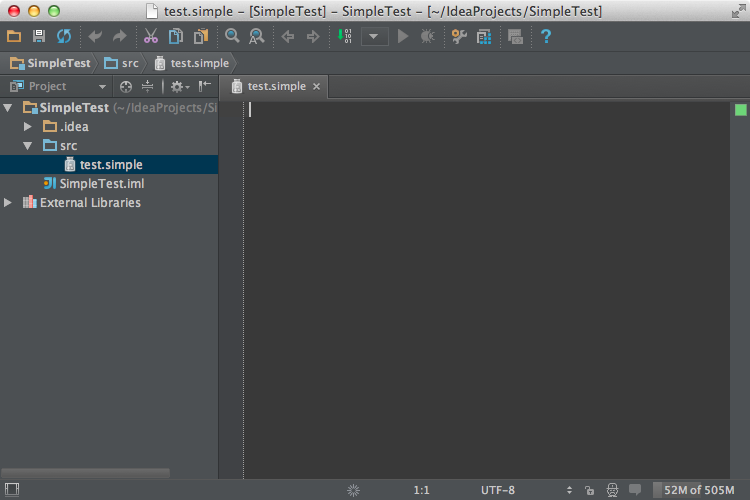 test.simple – [SimpleTest] – SimpleTest – [~/IdeaProjects/SimpleTest]
SimpleTest src test.simple
Project
test.simple
SimpleTest (~/IdeaProjects/Si
.idea
src
test.simple
SimpleTest.iml
External Libraries
1:1 UTF-8 52M of 505M